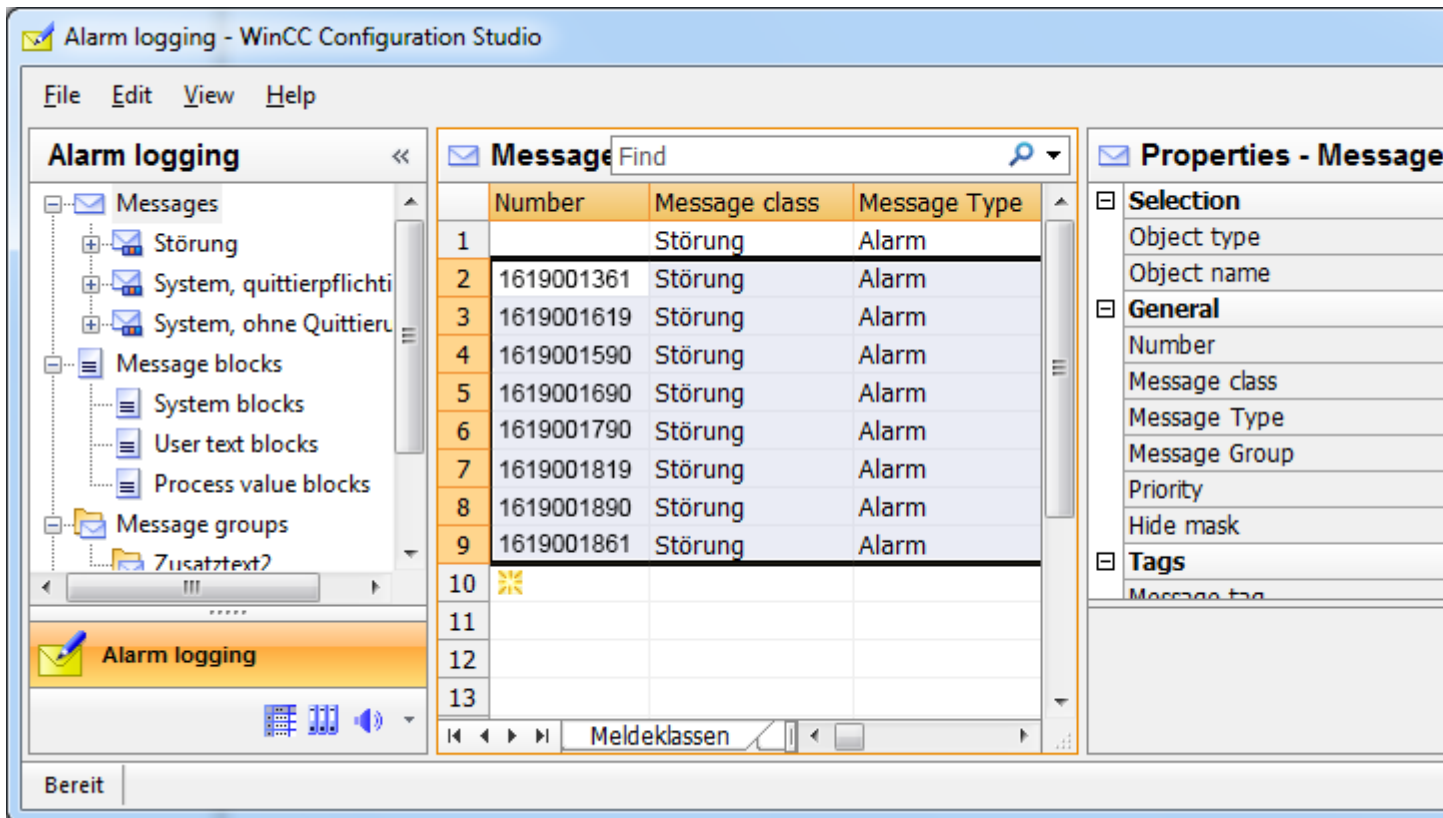 Alarm logging - WinCC Configuration Studio
File Edit View Help
Alarm logging «
Messages
Störung
System, quittierpflichti
System, ohne Quittieru
Message blocks
System blocks
User text blocks
Process value blocks
Message groups
Zusatztext2
Alarm logging
Message Find
Number Message class Message Type
1 Störung Alarm
2 1619001361 Störung Alarm
3 1619001619 Störung Alarm
4 1619001590 Störung Alarm
5 1619001690 Störung Alarm
6 1619001790 Störung Alarm
7 1619001819 Störung Alarm
8 1619001890 Störung Alarm
9 1619001861 Störung Alarm
10
11
12
13
Meldeklassen
Properties - Message
Selection
Object type
Object name
General
Number
Message class
Message Type
Message Group
Priority
Hide mask
Tags
Message tag
Bereit